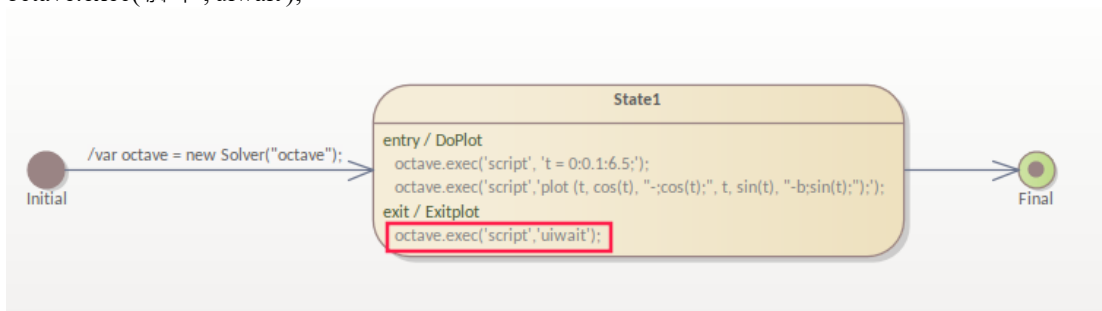 State1
/var octave = new Solver("octave");
Initial
entry / DoPlot
octave.exec('script', 't = 0:0.1:6.5;');
octave.exec('script','plot (t, cos(t), "-;cos(t);", t, sin(t), "-b;sin(t);");');
exit / Exitplot
octave.exec('script','uiwait');
Final